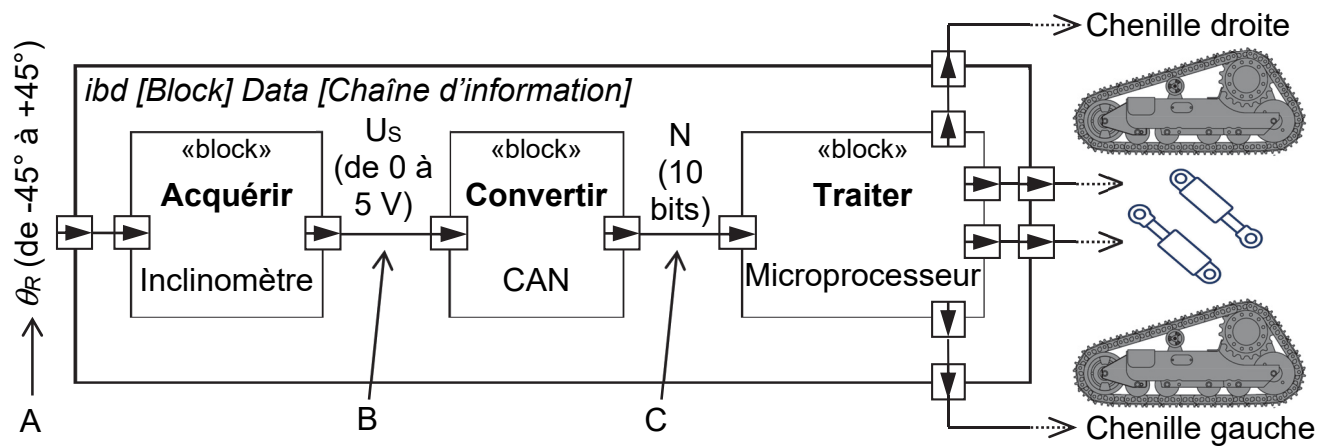 Chenille droite
θR (de -45° à +45°)
ibd [Block] Data [Chaîne d'information]
«block»
Acquérir
Inclinomètre
US
(de 0 à
5 V)
«block»
Convertir
CAN
N
(10
bits)
«block»
Traiter
Microprocesseur
A
B
C
Chenille gauche